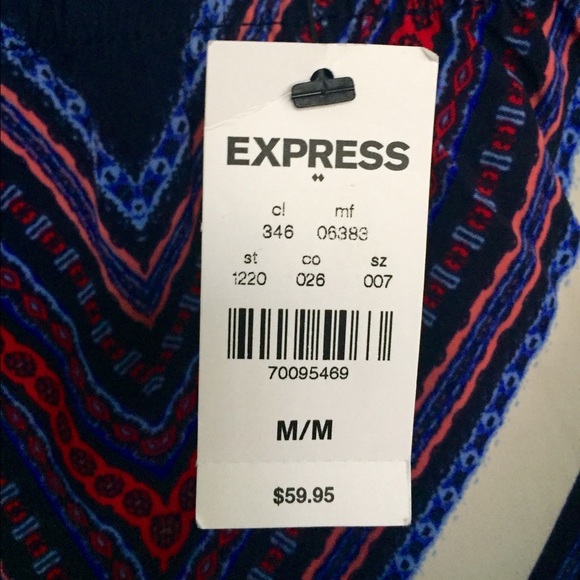 EXPRESS
cl mf
346 06383
st co sz
1220 026 007
70095469
M/M
$59.95